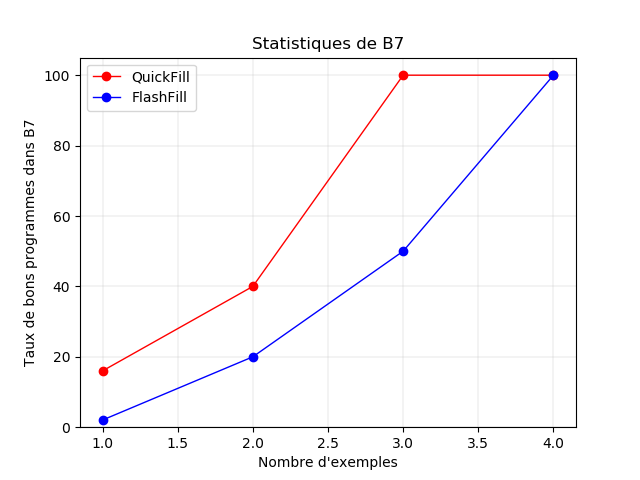 Statistiques de B7
QuickFill
FlashFill
Taux de bons programmes dans B7
100
80
60
40
20
0
1.0 1.5 2.0 2.5 3.0 3.5 4.0
Nombre d'exemples